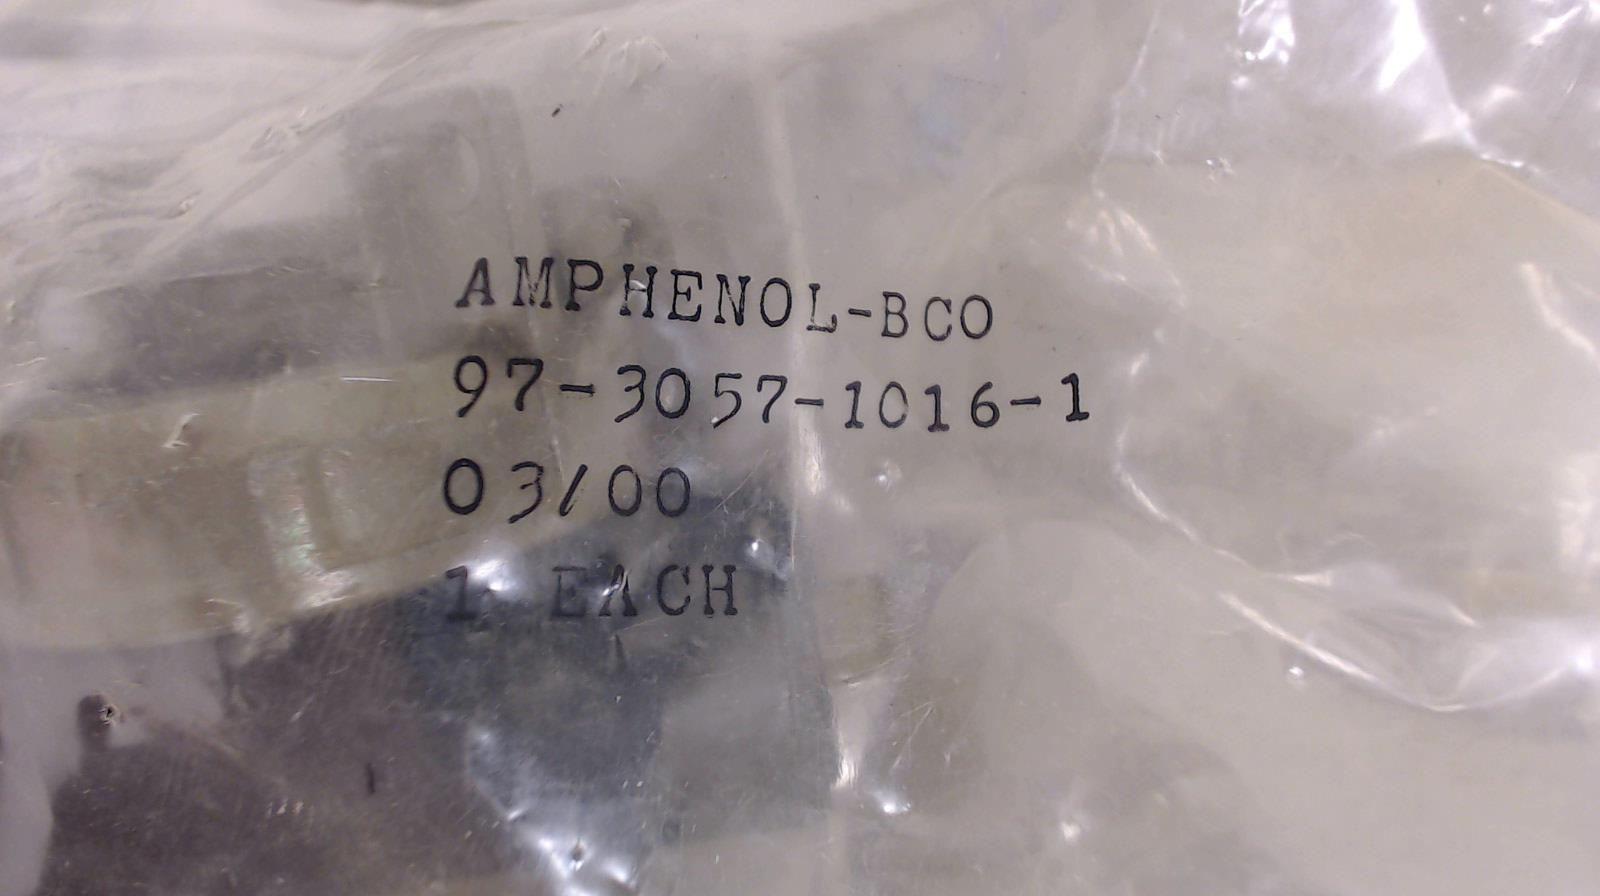 AMPHENOL-BCO
97-3057-1016-1
03/00
1 EACH